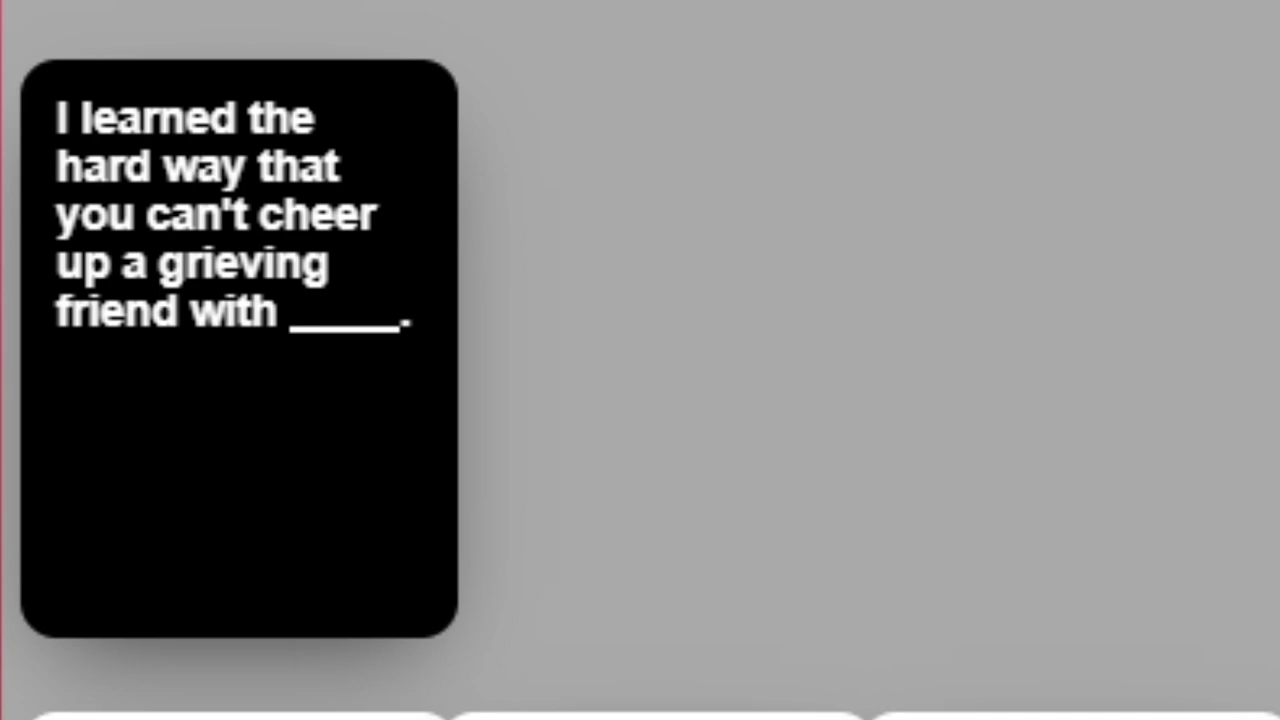 I learned the
hard way that
you can't cheer
up a grieving
friend with _____.